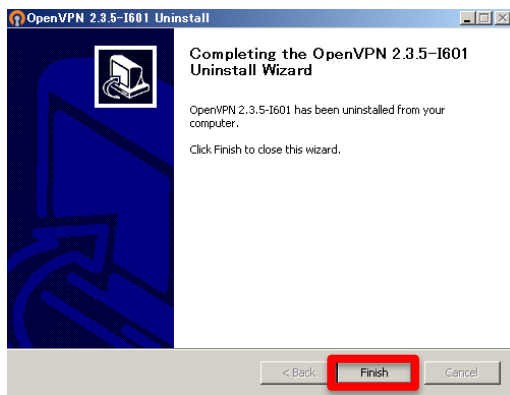 OpenVPN 2.3.5-I601 Uninstall
Completing the OpenVPN 2.3.5-I601
Uninstall Wizard
OpenVPN 2.3.5-I601 has been uninstalled from your
computer.
Click Finish to close this wizard.
< Back
Finish
Cancel